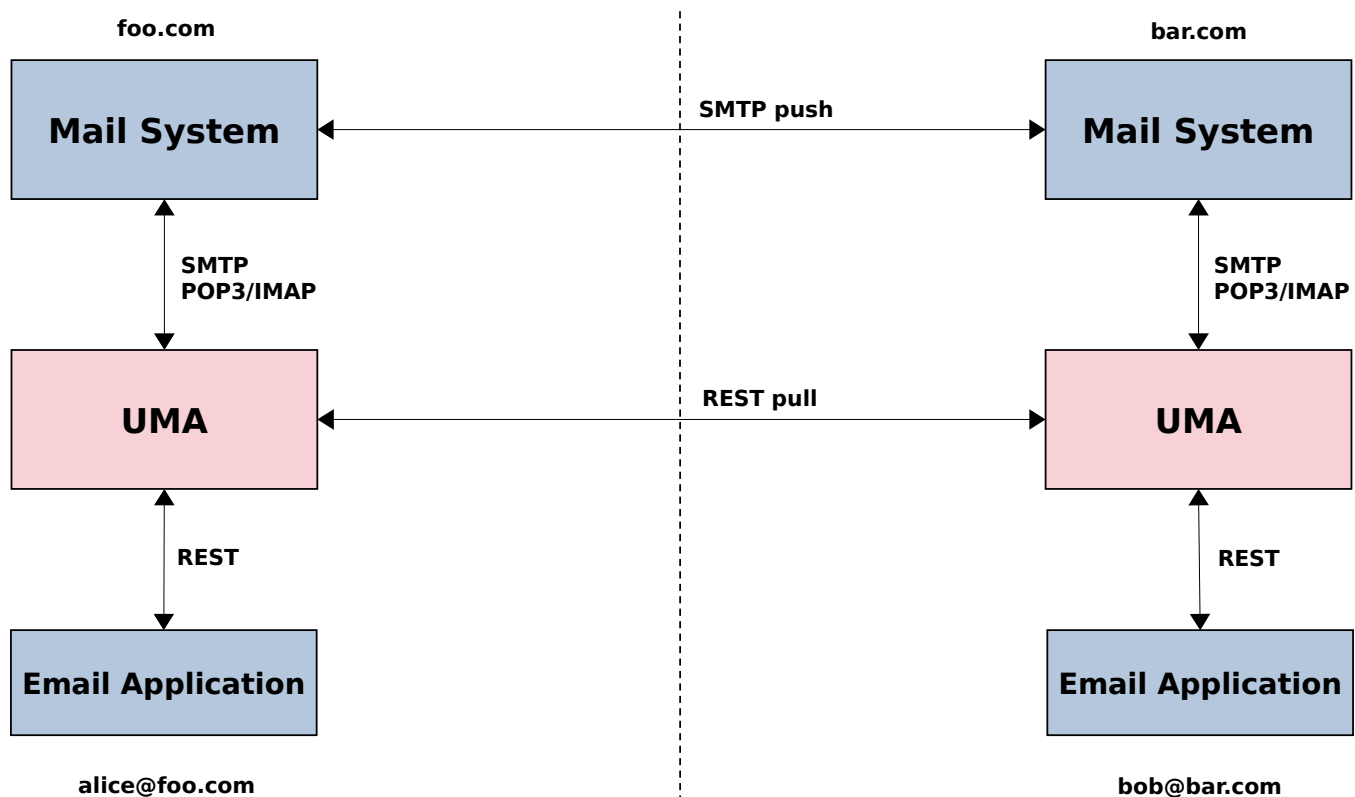 foo.com
bar.com
SMTP push
Mail System
Mail System
SMTP
POP3/IMAP
SMTP
POP3/IMAP
REST pull
UMA
UMA
REST
REST
Email Application
Email Application
alice@foo.com
bob@bar.com